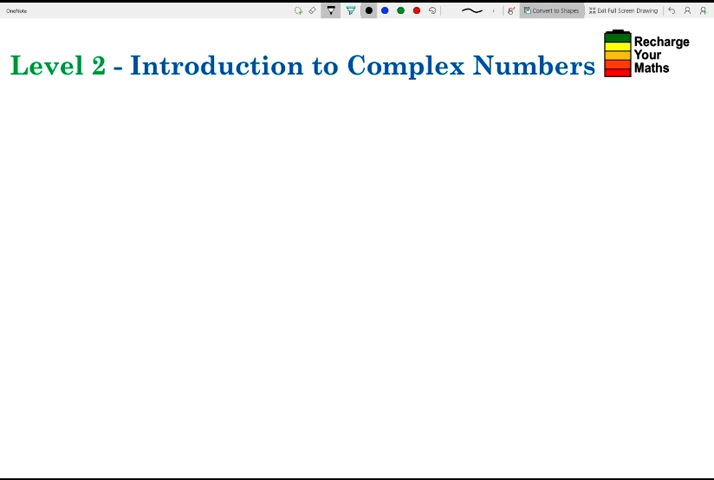 OneNote
Convert to Shapes
Exit Full Screen Drawing
Level 2 - Introduction to Complex Numbers
Recharge
Your
Maths